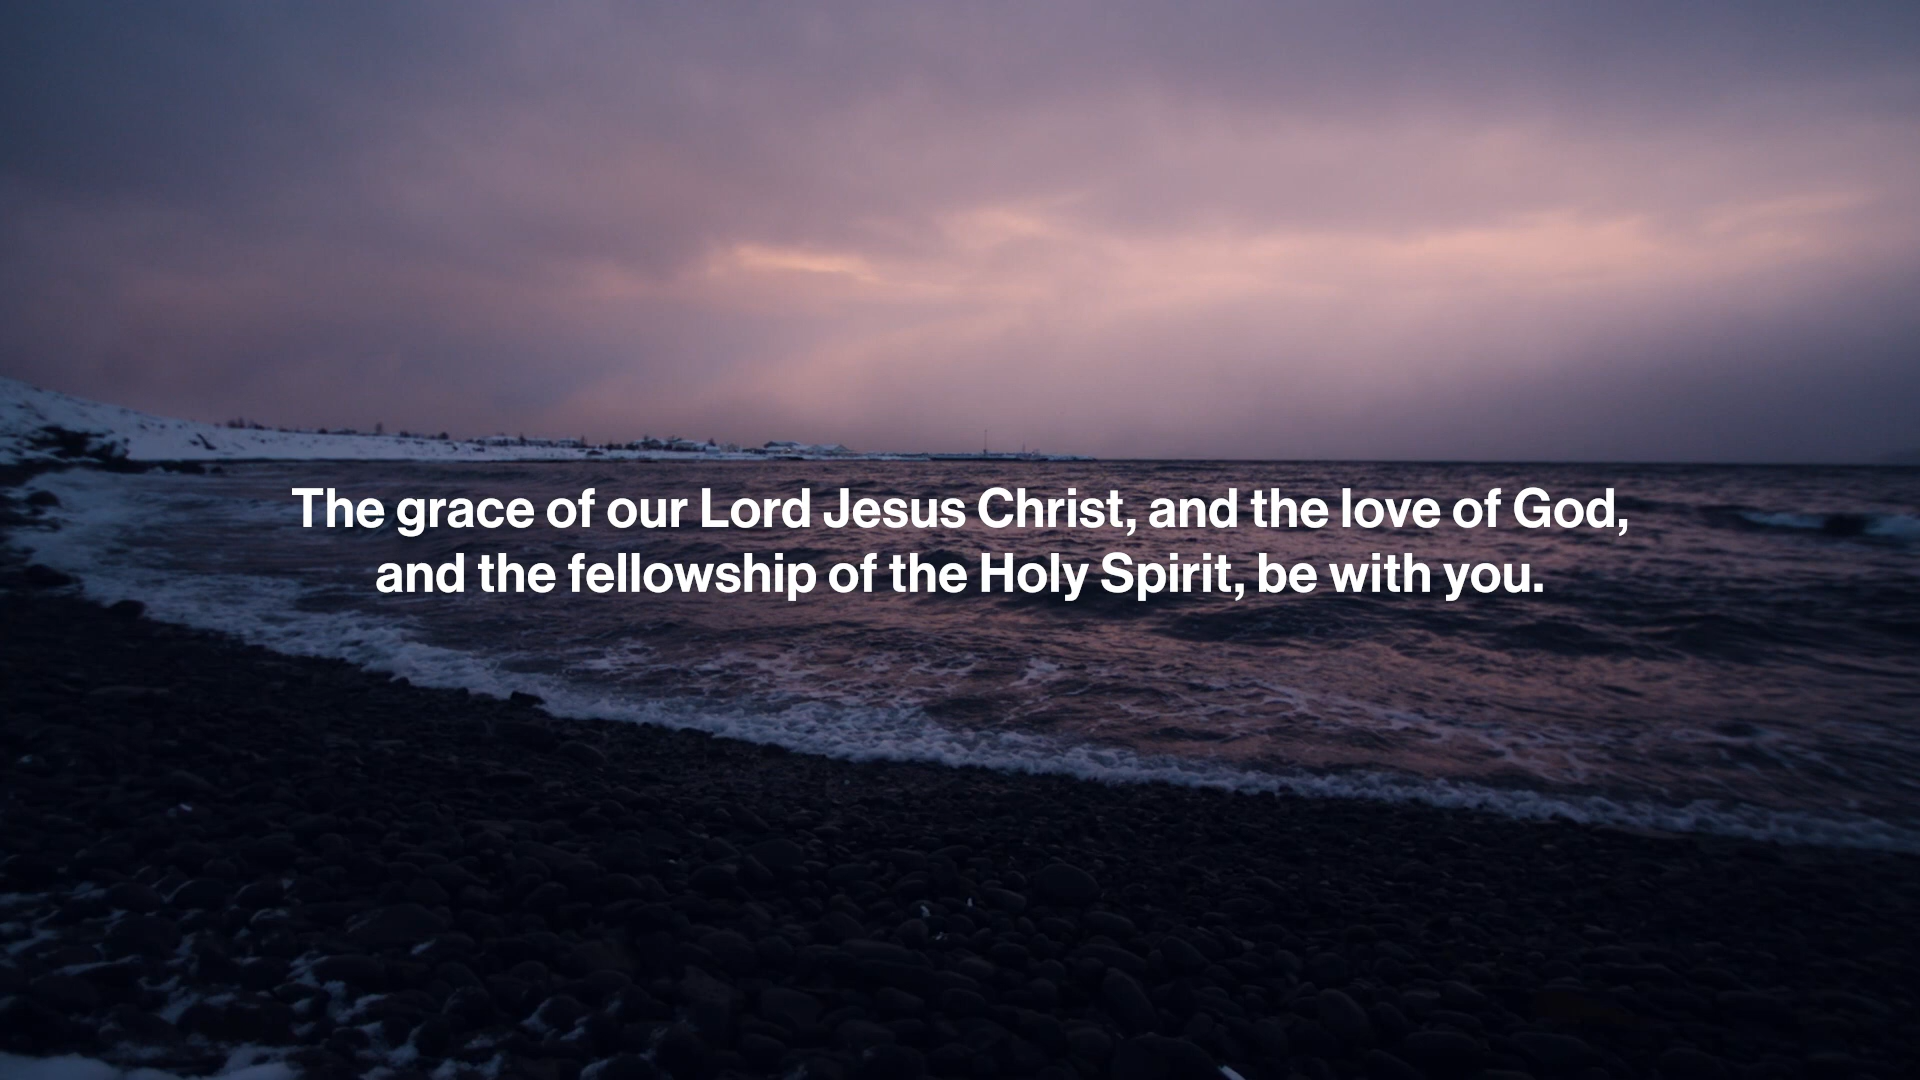 The grace of our Lord Jesus Christ, and the love of God,
and the fellowship of the Holy Spirit, be with you.